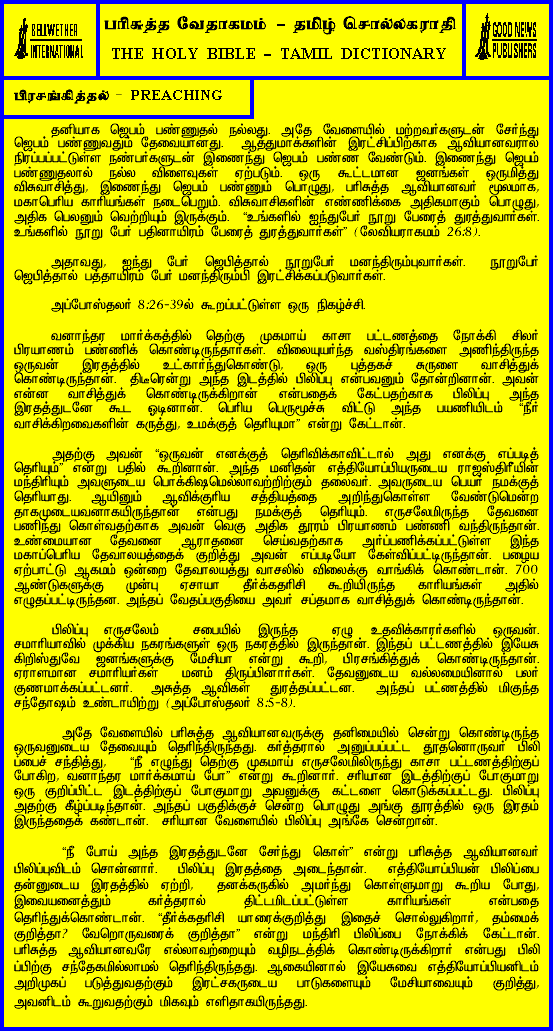 BELLWETHER
INTERNATIONAL
பரிசுத்த வேதாகமம் - தமிழ் சொல்லகராதி
THE HOLY BIBLE - TAMIL DICTIONARY
GOOD NEWS
PUBLISHERS
பிரசங்கித்தல் - PREACHING
தனியாக ஜெபம் பண்ணுதல் நல்லது. அதே வேளையில் மற்றவர்களுடன் சேர்ந்து
ஜெபம் பண்ணுவதும் தேவையானது. ஆத்துமாக்களின் இரட்சிப்பிற்காக ஆவியானவரால்
நிரப்பப்பட்டுள்ள நண்பர்களுடன் இணைந்து ஜெபம் பண்ண வேண்டும். இணைந்து ஜெபம்
பண்ணுதலால் நல்ல விளைவுகள் ஏற்படும். ஒரு கூட்டமான ஜனங்கள் ஒருமித்து
விசுவாசித்து, இணைந்து ஜெபம் பண்ணும் பொழுது, பரிசுத்த ஆவியானவர் மூலமாக,
மகாபெரிய காரியங்கள் நடைபெறும். விசுவாசிகளின் எண்ணிக்கை அதிகமாகும் பொழுது,
அதிக பெலனும் வெற்றியும் இருக்கும். "உங்களில் ஐந்துபேர் நூறு பேரைத் துரத்துவார்கள்.
உங்களில் நூறு பேர் பதினாயிரம் பேரைத் துரத்துவார்கள்" (லேவியராகமம் 26:8).
அதாவது, ஐந்து பேர் ஜெபித்தால் நூறுபேர் மனந்திரும்புவார்கள். நூறுபேர்
ஜெபித்தால் பத்தாயிரம் பேர் மனந்திரும்பி இரட்சிக்கப்படுவார்கள்.
அப்போஸ்தலர் 8:26-39ல் கூறப்பட்டுள்ள ஒரு நிகழ்ச்சி.
வனாந்தர மார்க்கத்தில் தெற்கு முகமாய் காசா பட்டணத்தை நோக்கி சிலர்
பிரயாணம் பண்ணிக் கொண்டிருந்தார்கள். விலையுயர்ந்த வஸ்திரங்களை அணிந்திருந்த
ஒருவன் இரதத்தில் உட்கார்ந்துகொண்டு, ஒரு புத்தகச் சுருளை வாசித்துக்
கொண்டிருந்தான். திடீரென்று அந்த இடத்தில் பிலிப்பு என்பவனும் தோன்றினான். அவன்
என்ன வாசித்துக் கொண்டிருக்கிறான் என்பதைக் கேட்பதற்காக பிலிப்பு அந்த
இரதத்துடனே கூட ஓடினான். பெரிய பெருமூச்சு விட்டு அந்த பயணியிடம் "நீர்
வாசிக்கிறவைகளின் கருத்து, உமக்குத் தெரியுமா" என்று கேட்டான்.
அதற்கு அவன் "ஒருவன் எனக்குத் தெரிவிக்காவிட்டால் அது எனக்கு எப்படித்
தெரியும்" என்று பதில் கூறினான். அந்த மனிதன் எத்தியோப்பியருடைய ராஜஸ்திரீயின்
மந்திரியும் அவளுடைய பொக்கிஷமெல்லாவற்றிற்கும் தலைவர். அவருடைய பெயர் நமக்குத்
தெரியாது. ஆயினும் ஆவிக்குரிய சத்தியத்தை அறிந்துகொள்ள வேண்டுமென்ற
தாகமுடையவனாகயிருந்தான் என்பது நமக்குத் தெரியும். எருசலேமிருந்த தேவனை
பணிந்து கொள்வதற்காக அவன் வெகு அதிக தூரம் பிரயாணம் பண்ணி வந்திருந்தான்.
உண்மையான தேவனை ஆராதனை செய்வதற்காக அர்ப்பணிக்கப்பட்டுள்ள இந்த
மகாப்பெரிய தேவாலயத்தைக் குறித்து அவன் எப்படியோ கேள்விப்பட்டிருந்தான். பழைய
ஏற்பாட்டு ஆகமம் ஒன்றை தேவாலயத்து வாசலில் விலைக்கு வாங்கிக் கொண்டான். 700
ஆண்டுகளுக்கு முன்பு ஏசாயா தீர்க்கதரிசி கூறியிருந்த காரியங்கள் அதில்
எழுதப்பட்டிருந்தன. அந்தப் வேதப்பகுதியை அவர் சப்தமாக வாசித்துக் கொண்டிருந்தான்.
பிலிப்பு எருசலேம் சபையில் இருந்த ஏழு உதவிக்காரர்களில் ஒருவன்.
சமாரியாவில் முக்கிய நகரங்களுள் ஒரு நகரத்தில் இருந்தான். இந்தப் பட்டணத்தில் இயேசு
கிறிஸ்துவே ஜனங்களுக்கு மேசியா என்று கூறி, பிரசங்கித்துக் கொண்டிருந்தான்.
ஏராளமான சமாரியர்கள் மனம் திருப்பினார்கள். தேவனுடைய வல்லமையினால் பலர்
குணமாக்கப்பட்டனர். அசுத்த ஆவிகள் துரத்தப்பட்டன. அந்தப் பட்ணத்தில் மிகுந்த
சந்தோஷம் உண்டாயிற்று (அப்போஸ்தலர் 8:5-8).
அதே வேளையில் பரிசுத்த ஆவியானவருக்கு தனிமையில் சென்று கொண்டிருந்த
ஒருவனுடைய தேவையும் தெரிந்திருந்தது. கர்த்தரால் அனுப்பப்பட்ட தூதனொருவர் பிலி
ப்பைச் சந்தித்து, "நீ எழுந்து தெற்கு முகமாய் எருசலேமிலிருந்து காசா பட்டணத்திற்குப்
போகிற, வனாந்தர மார்க்கமாய் போ" என்று கூறினார். சரியான இடத்திற்குப் போகுமாறு
ஒரு குறிப்பிட்ட இடத்திற்குப் போகுமாறு அவனுக்கு கட்டளை கொடுக்கப்பட்டது. பிலிப்பு
அதற்கு கீழ்ப்படிந்தான். அந்தப் பகுதிக்குச் சென்ற பொழுது அங்கு தூரத்தில் ஒரு இரதம்
இருந்ததைக் கண்டான். சரியான வேளையில் பிலிப்பு அங்கே சென்றான்.
"நீ போய் அந்த இரதத்துடனே சேர்ந்து கொள்" என்று பரிசுத்த ஆவியானவர்
பிலிப்புவிடம் சொன்னார். பிலிப்பு இரதத்தை அடைந்தான். எத்தியோப்பியன் பிலிப்பை
தன்னுடைய இரதத்தில் ஏற்றி, தனக்கருகில் அமர்ந்து கொள்ளுமாறு கூறிய போது,
இவையனைத்தும் கர்த்தரால் திட்டமிடப்பட்டுள்ள காரியங்கள் என்பதை
தெரிந்துக்கொண்டான். "தீர்க்கதரிசி யாரைக்குறித்து இதைச் சொல்லுகிறார், தம்மைக்
குறித்தா? வேறொருவரைக் குறித்தா" என்று மந்திரி பிலிப்பை நோக்கிக் கேட்டான்.
பரிசுத்த ஆவியானவரே எல்லாவற்றையும் வழிநடத்திக் கொண்டிருக்கிறார் என்பது பிலி
ப்பிற்கு சந்தேகமில்லாமல் தெரிந்திருந்தது. ஆகையினால் இயேசுவை எத்தியோப்பியனிடம்
அறிமுகப் படுத்துவதற்கும் இரட்சகருடைய பாடுகளையும் மேசியாவையும் குறித்து,
அவனிடம் கூறுவதற்கும் மிகவும் எளிதாகயிருந்தது.